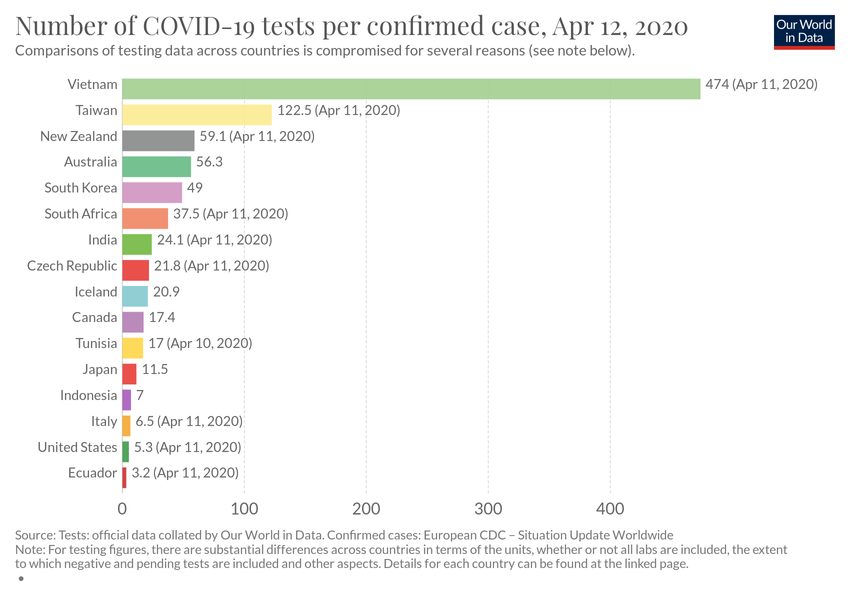 Number of COVID-19 tests per confirmed case, Apr 12, 2020
Our World
in Data
Comparisons of testing data across countries is compromised for several reasons (see note below).
Vietnam 474 (Apr 11, 2020)
Taiwan 122.5 (Apr 11, 2020)
New Zealand 59.1 (Apr 11, 2020)
Australia 56.3
South Korea 49
South Africa 37.5 (Apr 11, 2020)
India 24.1 (Apr 11, 2020)
Czech Republic 21.8 (Apr 11, 2020)
Iceland 20.9
Canada 17.4
Tunisia 17 (Apr 10, 2020)
Japan 11.5
Indonesia 7
Italy 6.5 (Apr 11, 2020)
United States 5.3 (Apr 11, 2020)
Ecuador 3.2 (Apr 11, 2020)
0 100 200 300 400
Source: Tests: official data collated by Our World in Data. Confirmed cases: European CDC – Situation Update Worldwide
Note: For testing figures, there are substantial differences across countries in terms of the units, whether or not all labs are included, the extent
to which negative and pending tests are included and other aspects. Details for each country can be found at the linked page.
•